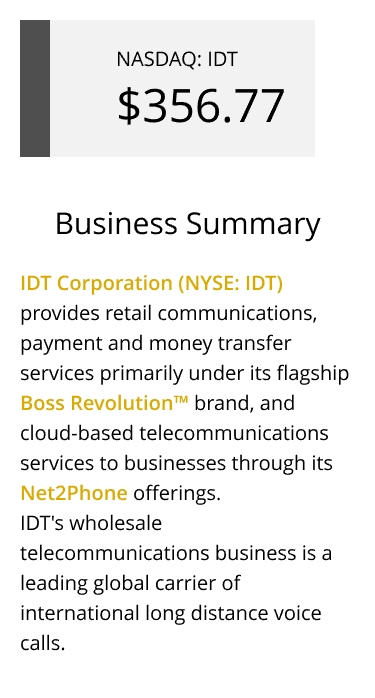 NASDAQ: IDT
$356.77
Business Summary
IDT Corporation (NYSE: IDT)
provides retail communications,
payment and money transfer
services primarily under its flagship
Boss Revolution™ brand, and
cloud-based telecommunications
services to businesses through its
Net2Phone offerings.
IDT's wholesale
telecommunications business is a
leading global carrier of
international long distance voice
calls.